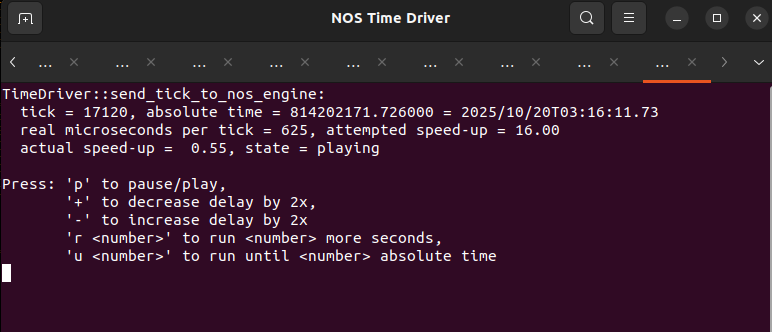 NOS Time Driver
... ... ... ... ... ... ... ... ...
TimeDriver::send_tick_to_nos_engine:
  tick = 17120, absolute time = 814202171.726000 = 2025/10/20T03:16:11.73
  real microseconds per tick = 625, attempted speed-up = 16.00
  actual speed-up =  0.55, state = playing
Press: 'p' to pause/play,
       '+' to decrease delay by 2x,
       '-' to increase delay by 2x
       'r <number>' to run <number> more seconds,
       'u <number>' to run until <number> absolute time